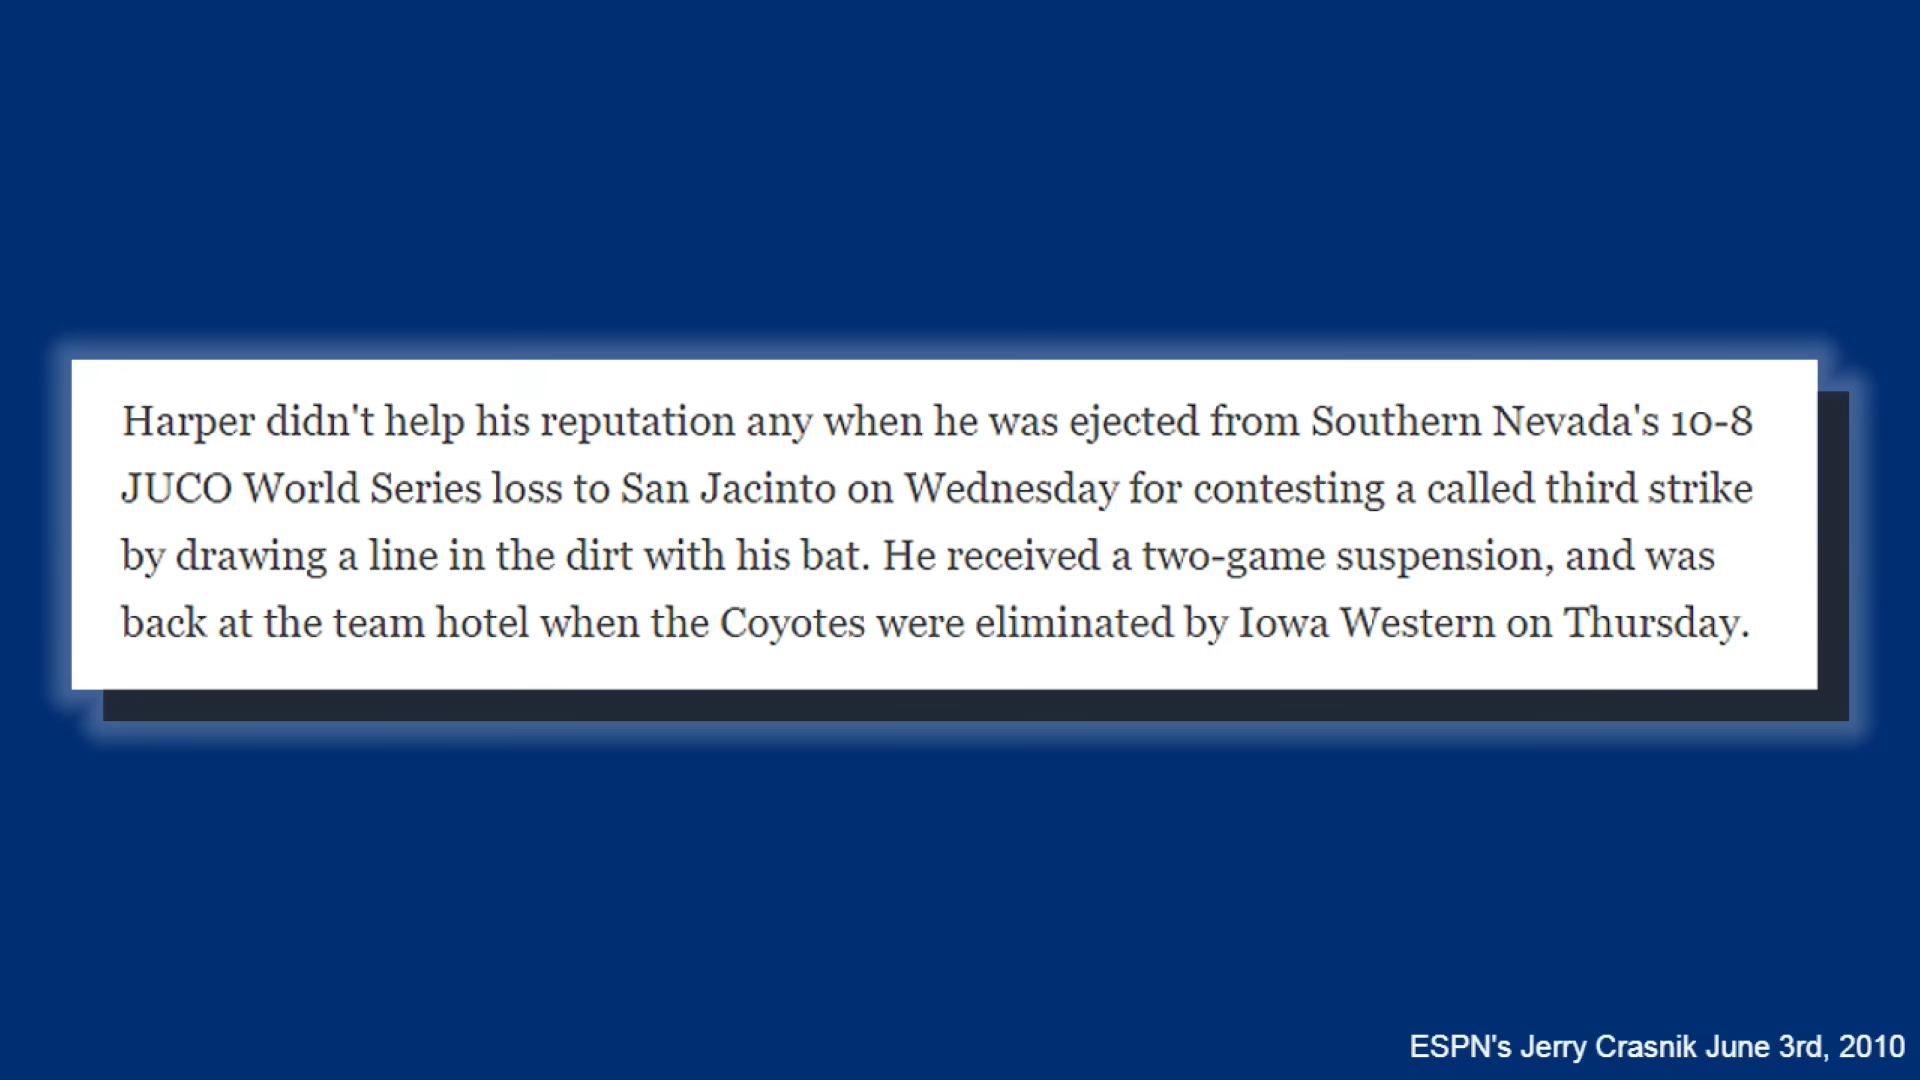 Harper didn't help his reputation any when he was ejected from Southern Nevada's 10-8
JUCO World Series loss to San Jacinto on Wednesday for contesting a called third strike
by drawing a line in the dirt with his bat. He received a two-game suspension, and was
back at the team hotel when the Coyotes were eliminated by Iowa Western on Thursday.
ESPN's Jerry Crasnik June 3rd, 2010